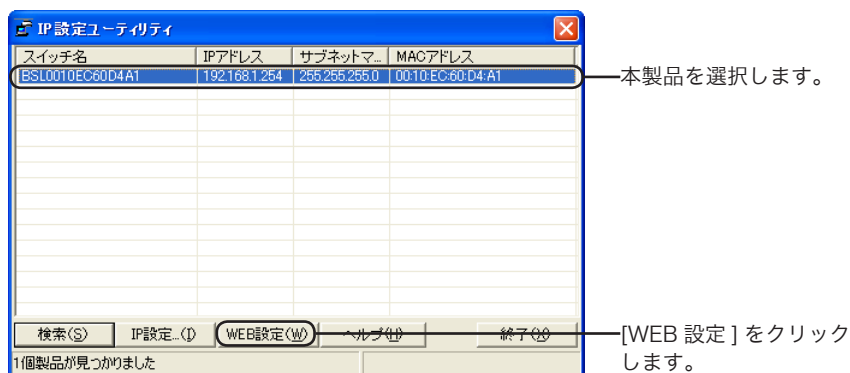 IP設定ユーティリティ
スイッチ名 IPアドレス サブネットマ... MACアドレス
BSL0010EC60D4A1 192.168.1.254 255.255.255.0 00:10:EC:60:D4:A1
本製品を選択します。
検索(S) IP設定...(I) WEB設定(W) ヘルプ(H) 終了(X)
[WEB 設定 ] をクリック
します。
1個製品が見つかりました